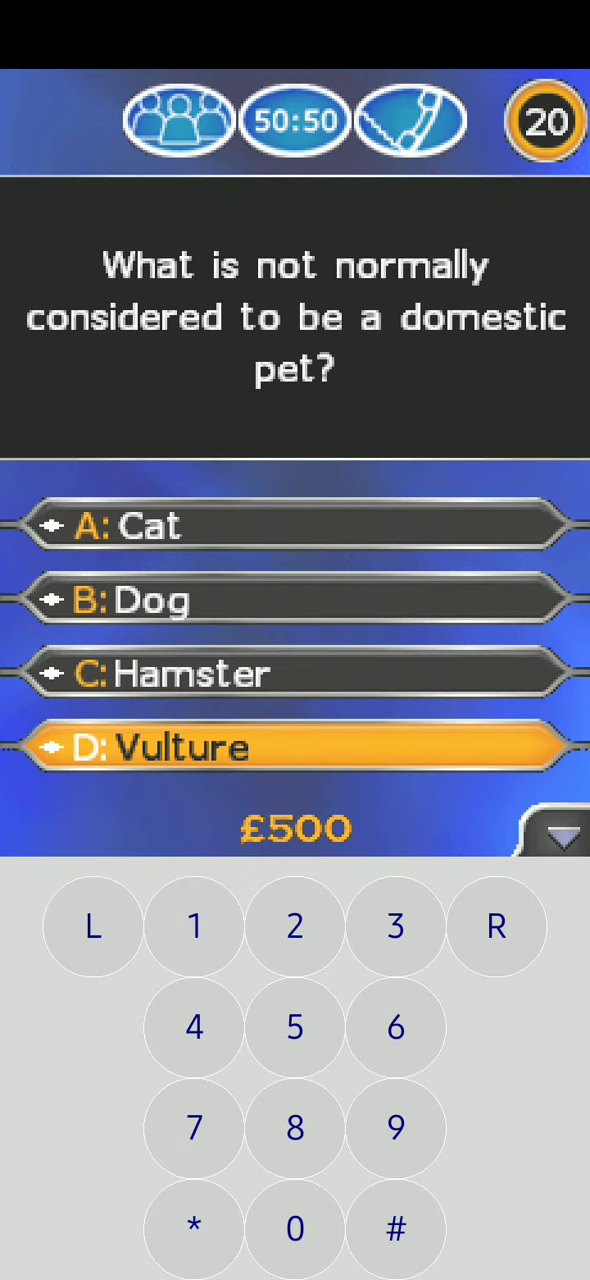 50:50
20
What is not normally
considered to be a domestic
pet?
A: Cat
B: Dog
C: Hamster
D: Vulture
£500
L 1 2 3 R
4 5 6
7 8 9
* 0 #